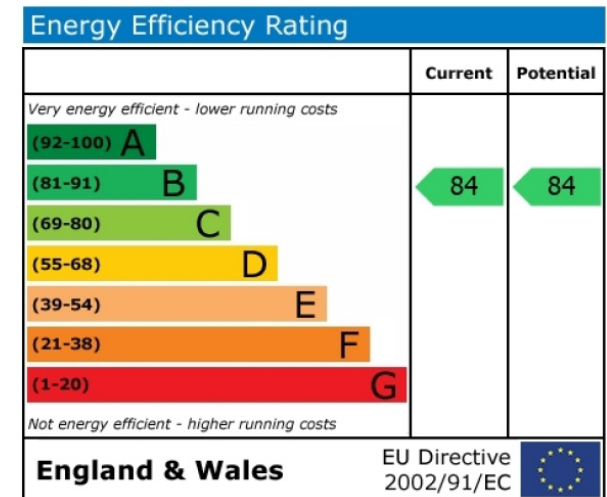 Energy Efficiency Rating
Current Potential
Very energy efficient - lower running costs
(92-100) A
(81-91) B 84 84
(69-80) C
(55-68) D
(39-54) E
(21-38) F
(1-20) G
Not energy efficient - higher running costs
England & Wales
EU Directive
2002/91/EC